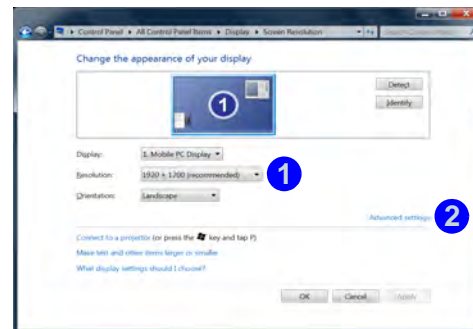 Control Panel ▸ All Control Panel Items ▸ Display ▸ Screen Resolution
Change the appearance of your display
1
Detect
Identify
Display: 1. Mobile PC Display
Resolution: 1920 × 1200 (recommended) 1
Orientation: Landscape
Advanced settings 2
Connect to a projector (or press the key and tap P)
Make text and other items larger or smaller
What display settings should I choose?
OK Cancel Apply